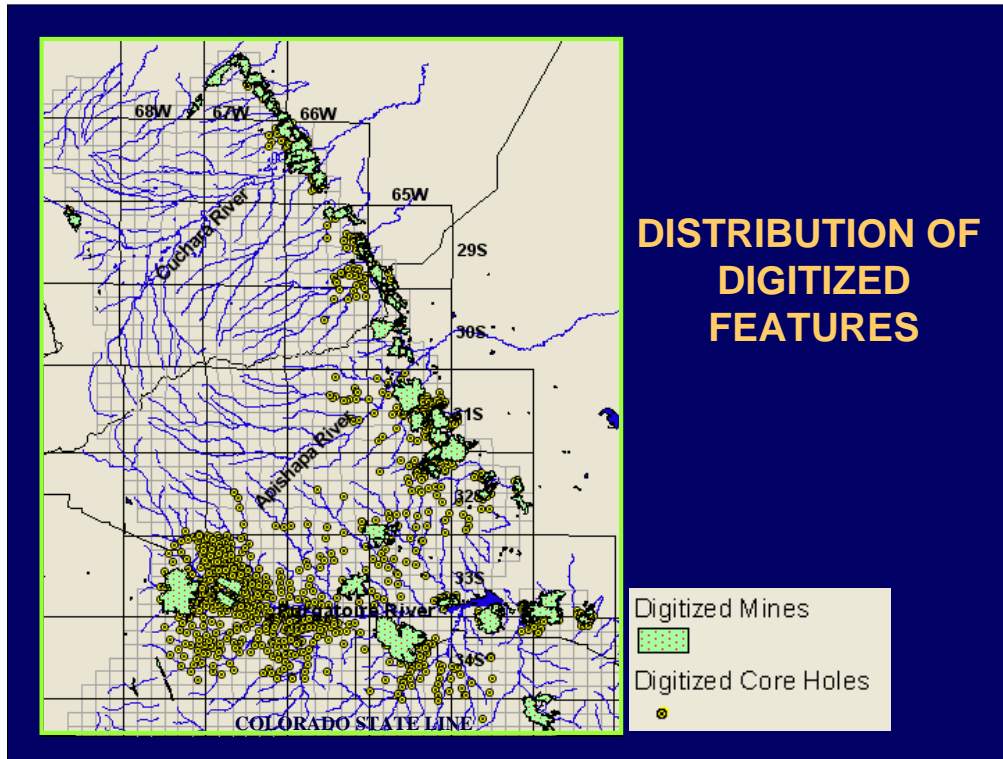 68W
67W
66W
65W
29S
30S
31S
32S
33S
34S
Cuchara River
Apishapa River
Purgatoire River
COLORADO STATE LINE
DISTRIBUTION OF
DIGITIZED
FEATURES
Digitized Mines
Digitized Core Holes